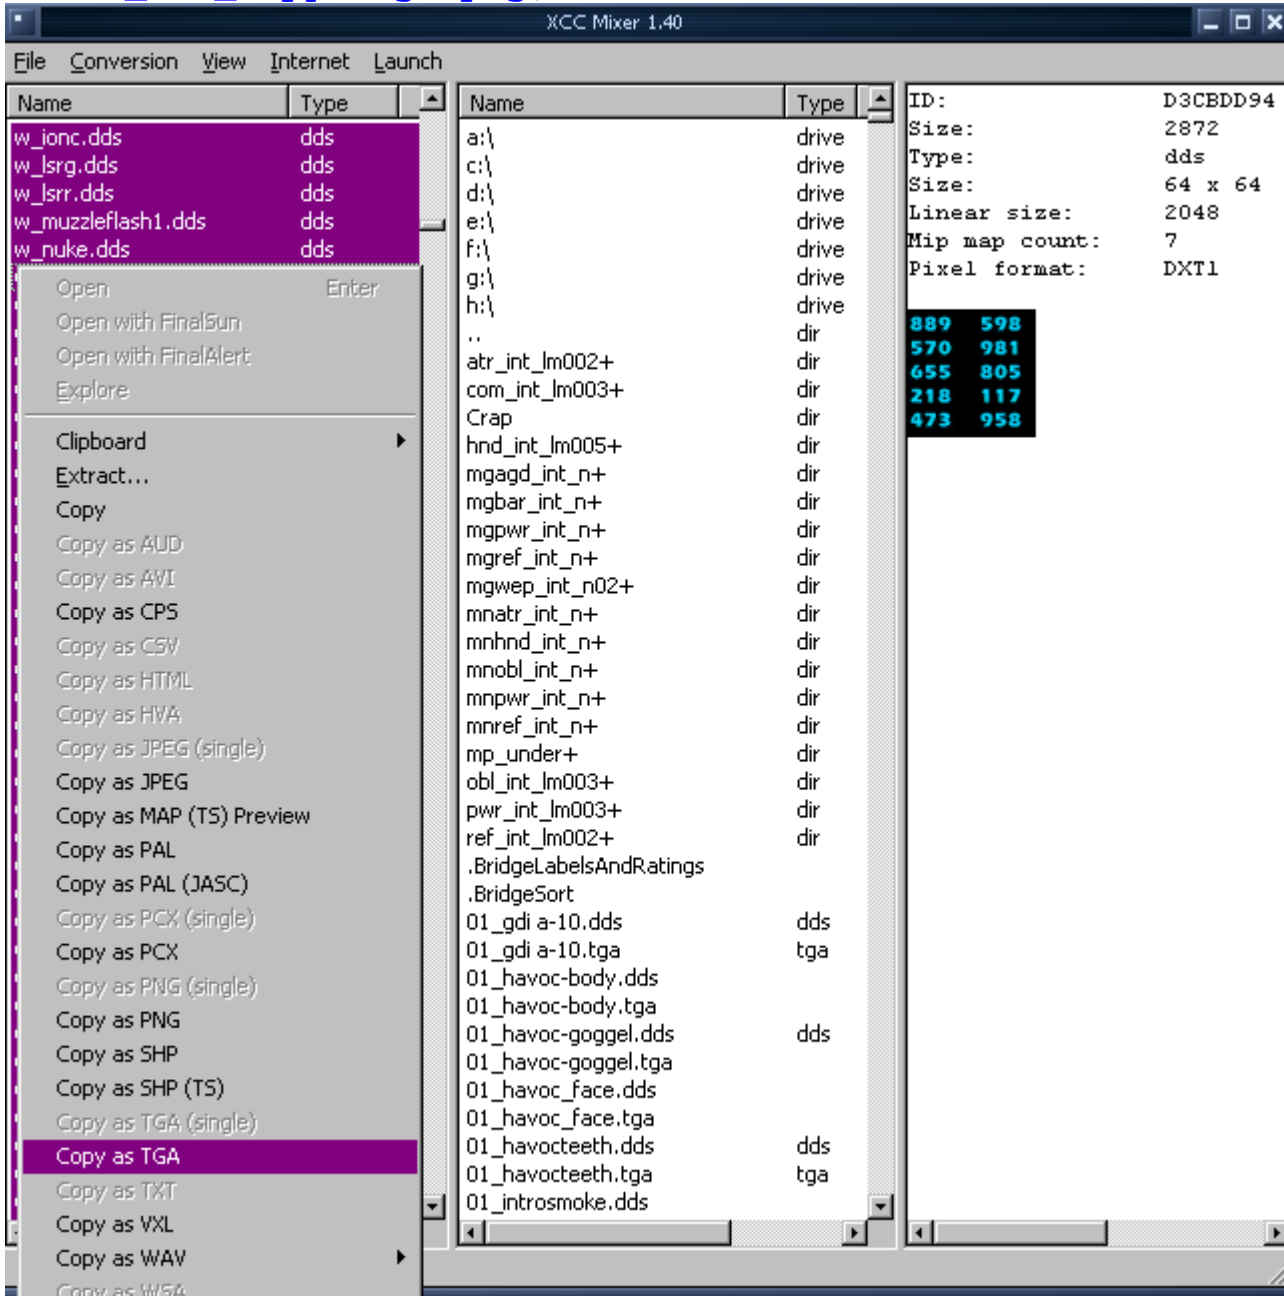 XCC Mixer 1.40
File Conversion View Internet Launch
Name Type
w_ionc.dds dds
w_lsrg.dds dds
w_lsrr.dds dds
w_muzzleflash1.dds dds
w_nuke.dds dds
Open Enter
Open with FinalSun
Open with FinalAlert
Explore
Clipboard
Extract...
Copy
Copy as AUD
Copy as AVI
Copy as CPS
Copy as CSV
Copy as HTML
Copy as HVA
Copy as JPEG (single)
Copy as JPEG
Copy as MAP (TS) Preview
Copy as PAL
Copy as PAL (JASC)
Copy as PCX (single)
Copy as PCX
Copy as PNG (single)
Copy as PNG
Copy as SHP
Copy as SHP (TS)
Copy as TGA (single)
Copy as TGA
Copy as TXT
Copy as VXL
Copy as WAV
Copy as WSA
Name Type
a:\ drive
c:\ drive
d:\ drive
e:\ drive
f:\ drive
g:\ drive
h:\ drive
.. dir
atr_int_lm002+ dir
com_int_lm003+ dir
Crap dir
hnd_int_lm005+ dir
mgagd_int_n+ dir
mgbar_int_n+ dir
mgpwr_int_n+ dir
mgref_int_n+ dir
mgwep_int_n02+ dir
mnatr_int_n+ dir
mnhnd_int_n+ dir
mnobl_int_n+ dir
mnpwr_int_n+ dir
mnref_int_n+ dir
mp_under+ dir
obl_int_lm003+ dir
pwr_int_lm003+ dir
ref_int_lm002+ dir
.BridgeLabelsAndRatings
.BridgeSort
01_gdi a-10.dds dds
01_gdi a-10.tga tga
01_havoc-body.dds
01_havoc-body.tga
01_havoc-goggel.dds dds
01_havoc-goggel.tga
01_havoc_face.dds
01_havoc_face.tga
01_havocteeth.dds dds
01_havocteeth.tga tga
01_introsmoke.dds
ID: D3CBDD94
Size: 2872
Type: dds
Size: 64 x 64
Linear size: 2048
Mip map count: 7
Pixel format: DXT1
889 598
570 981
655 805
218 117
473 958